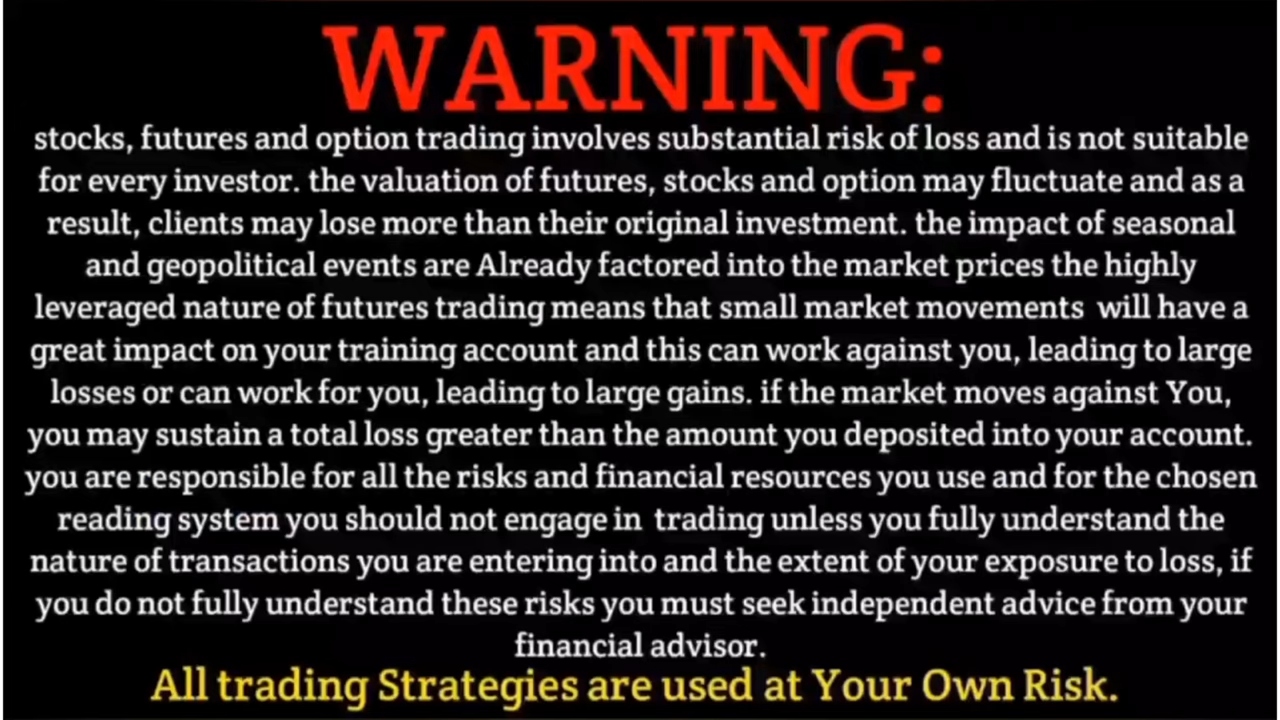 WARNING:
stocks, futures and option trading involves substantial risk of loss and is not suitable
for every investor. the valuation of futures, stocks and option may fluctuate and as a
result, clients may lose more than their original investment. the impact of seasonal
and geopolitical events are Already factored into the market prices the highly
leveraged nature of futures trading means that small market movements will have a
great impact on your training account and this can work against you, leading to large
losses or can work for you, leading to large gains. if the market moves against You,
you may sustain a total loss greater than the amount you deposited into your account.
you are responsible for all the risks and financial resources you use and for the chosen
reading system you should not engage in trading unless you fully understand the
nature of transactions you are entering into and the extent of your exposure to loss, if
you do not fully understand these risks you must seek independent advice from your
financial advisor.
All trading Strategies are used at Your Own Risk.